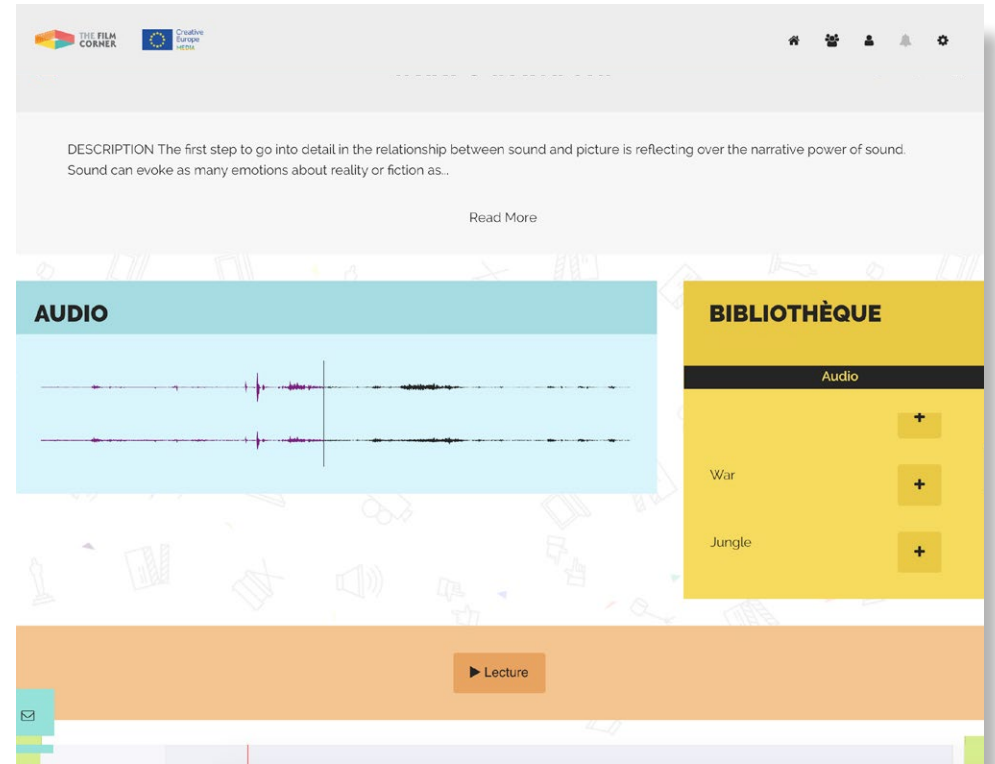 THE FILM
CORNER
Creative
Europe
MEDIA
DESCRIPTION The first step to go into detail in the relationship between sound and picture is reflecting over the narrative power of sound.
Sound can evoke as many emotions about reality or fiction as...
Read More
AUDIO
BIBLIOTHÈQUE
Audio
War
Jungle
Lecture